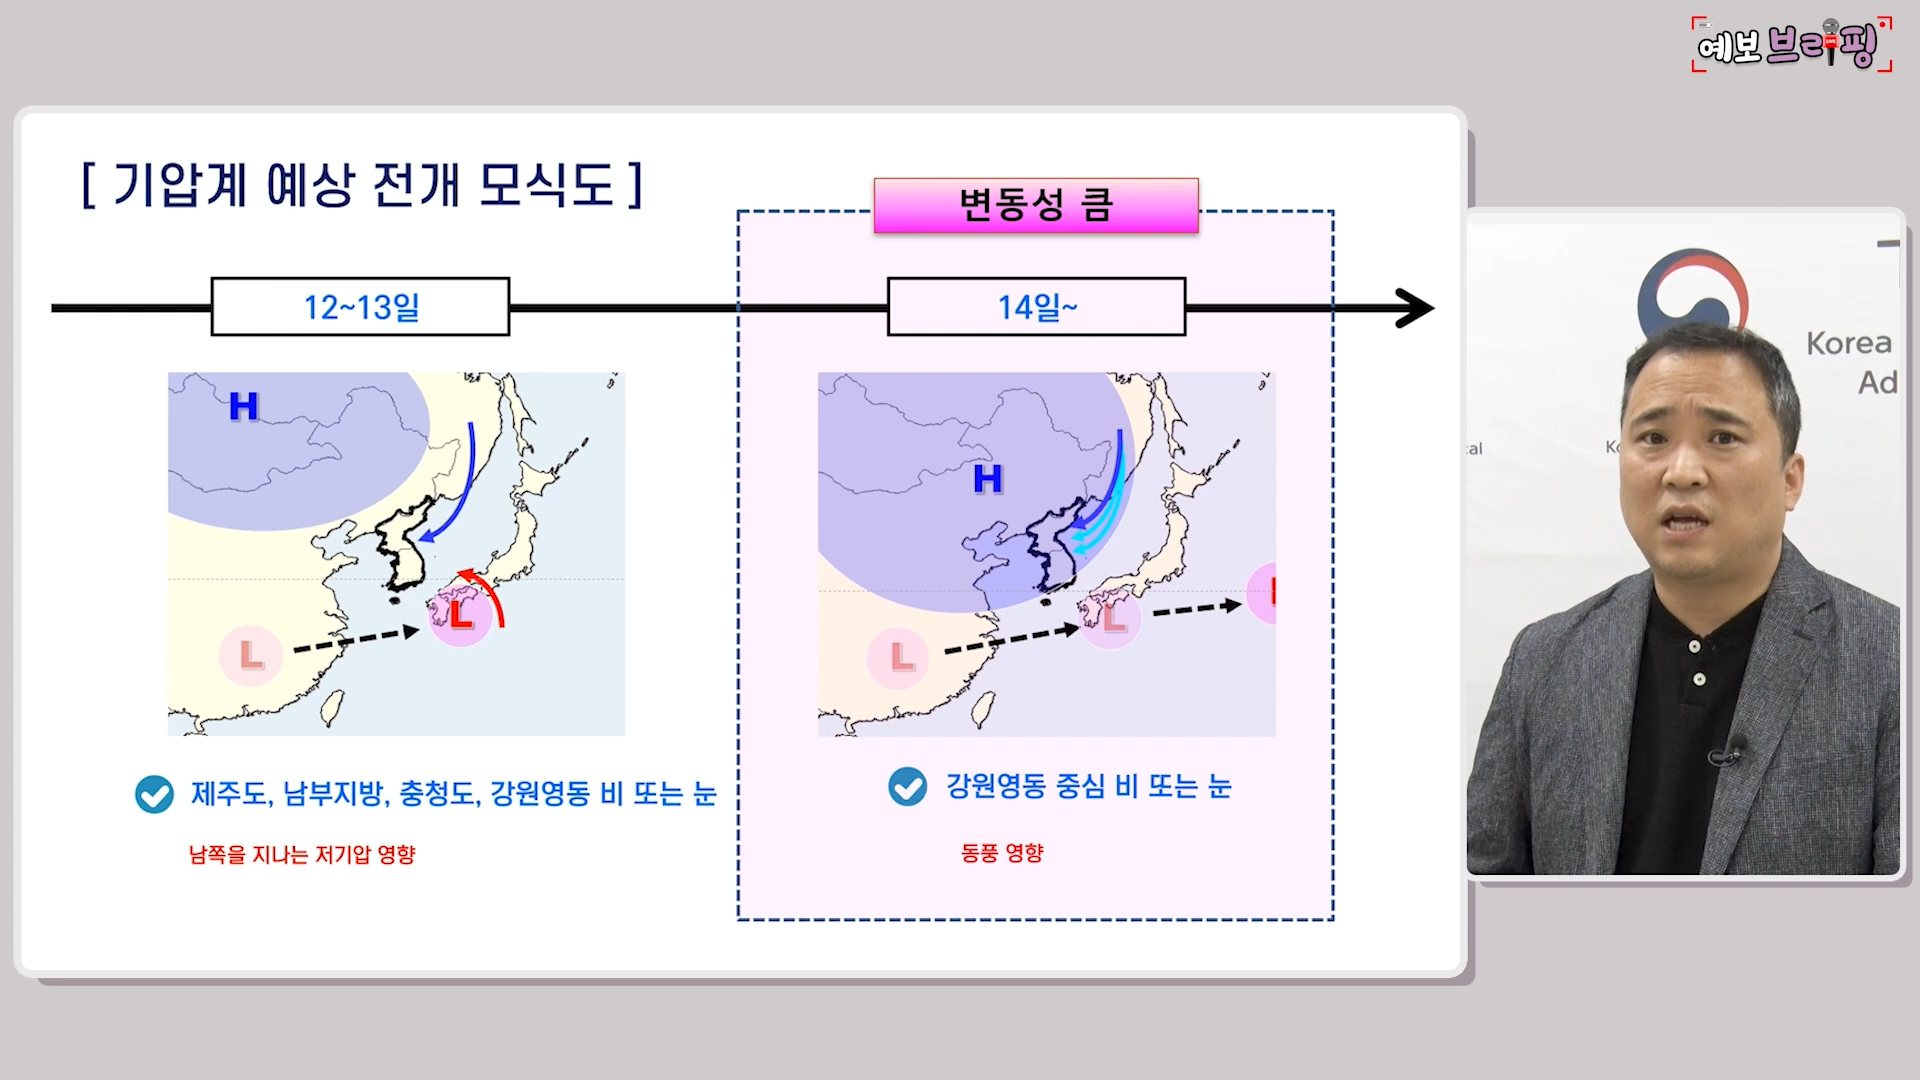 예보 브리핑
LIVE
[ 기압계 예상 전개 모식도 ]
변동성 큼
12~13일
14일~
H
L
L
H
L
L
제주도, 남부지방, 충청도, 강원영동 비 또는 눈
남쪽을 지나는 저기압 영향
강원영동 중심 비 또는 눈
동풍 영향
Korea
Ad
cal